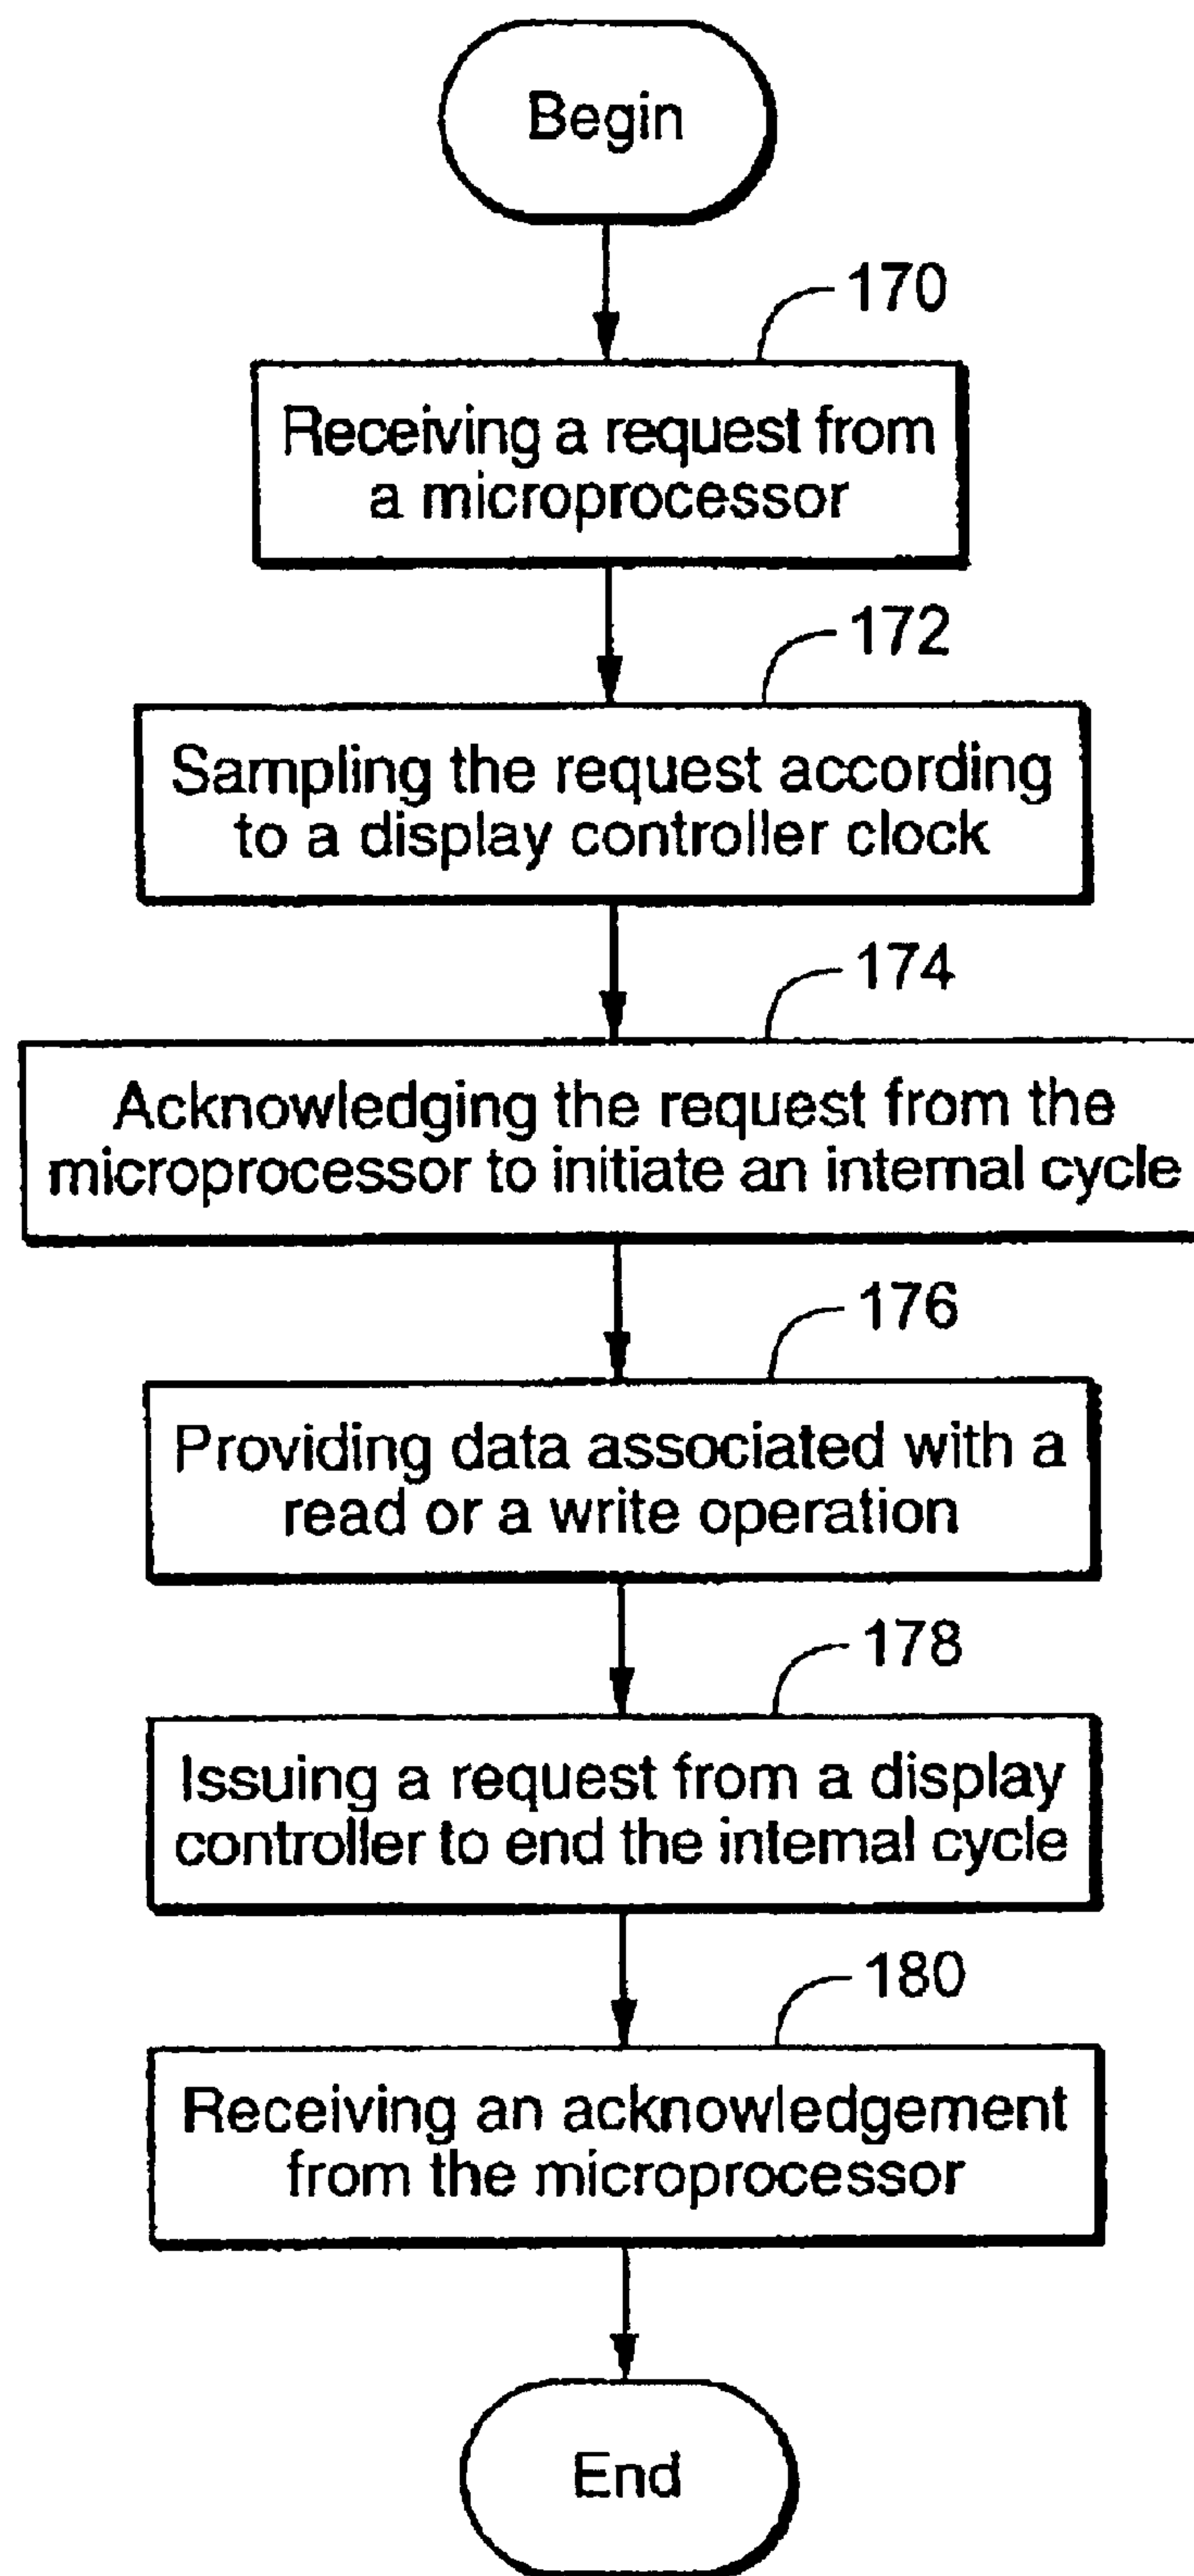 Begin
170
Receiving a request from
a microprocessor
172
Sampling the request according
to a display controller clock
174
Acknowledging the request from the
microprocessor to initiate an internal cycle
176
Providing data associated with a
read or a write operation
178
Issuing a request from a display
controller to end the internal cycle
180
Receiving an acknowledgement
from the microprocessor
End